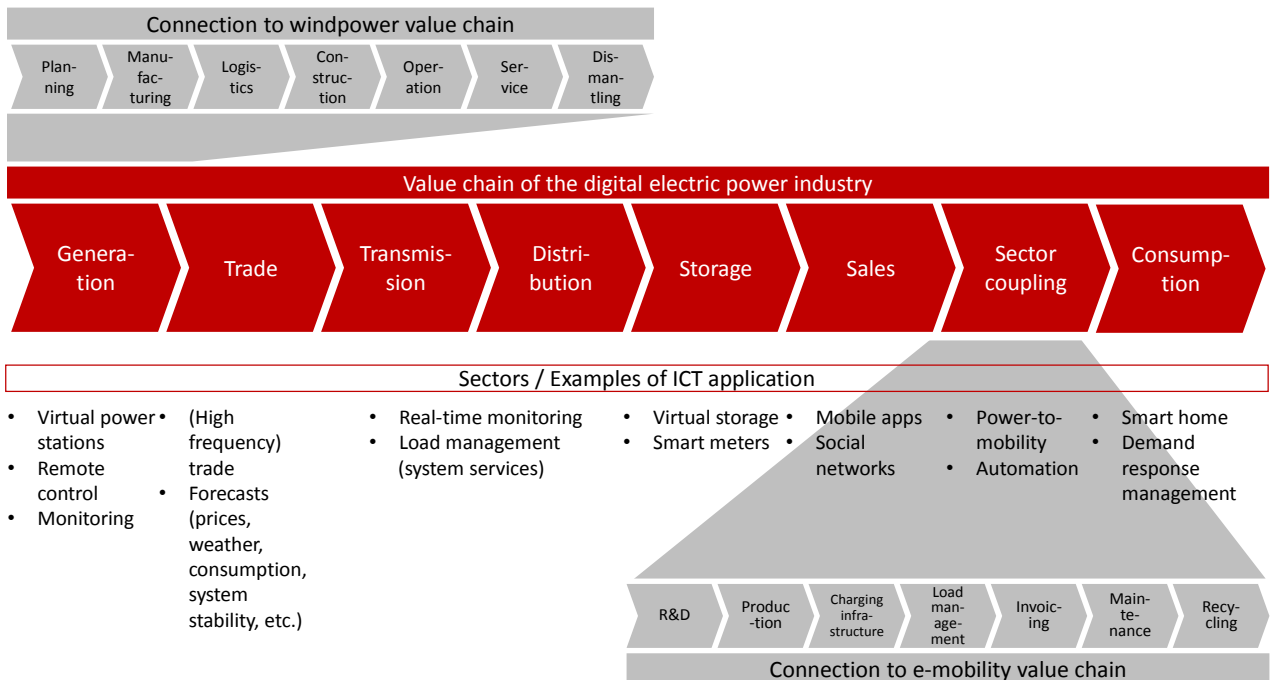 Connection to windpower value chain
Plan-
ning
Manu-
fac-
turing
Logis-
tics
Con-
struc-
tion
Oper-
ation
Ser-
vice
Dis-
man-
tling
Value chain of the digital electric power industry
Genera-
tion
Trade
Transmis-
sion
Distri-
bution
Storage
Sales
Sector
coupling
Consump-
tion
Sectors / Examples of ICT application
• Virtual power
stations
• Remote
control
• Monitoring
• (High
frequency)
trade
• Forecasts
(prices,
weather,
consumption,
system
stability, etc.)
• Real-time monitoring
• Load management
(system services)
• Virtual storage
• Smart meters
• Mobile apps
• Social
networks
• Power-to-
mobility
• Automation
• Smart home
• Demand
response
management
R&D
Produc
-tion
Charging
infra-
structure
Load
man-
age-
ment
Invoic-
ing
Main-
te-
nance
Recy-
cling
Connection to e-mobility value chain